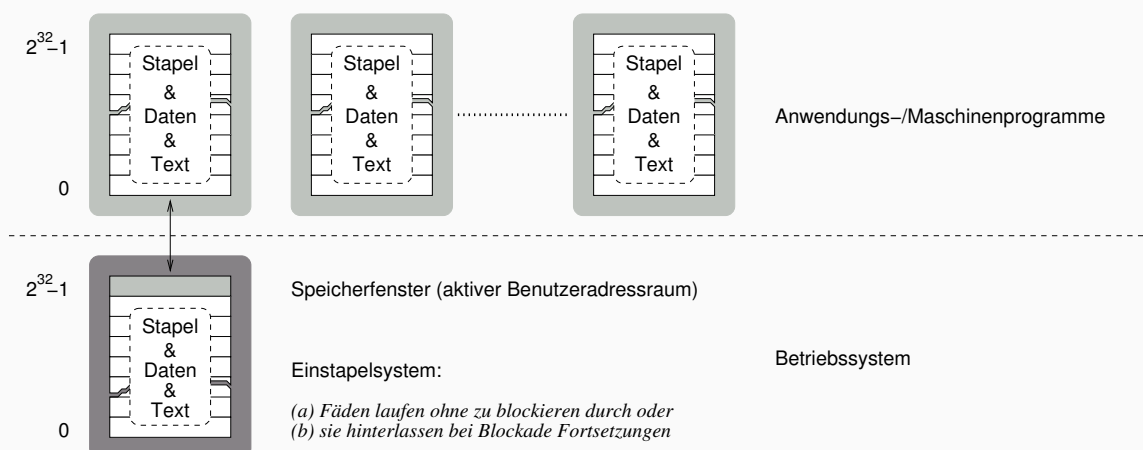 2^32−1
Stapel
&
Daten
&
Text
0
Stapel
&
Daten
&
Text
Stapel
&
Daten
&
Text
Anwendungs−/Maschinenprogramme
2^32−1
Speicherfenster (aktiver Benutzeradressraum)
Stapel
&
Daten
&
Text
0
Einstapelsystem:
(a) Fäden laufen ohne zu blockieren durch oder
(b) sie hinterlassen bei Blockade Fortsetzungen
Betriebssystem